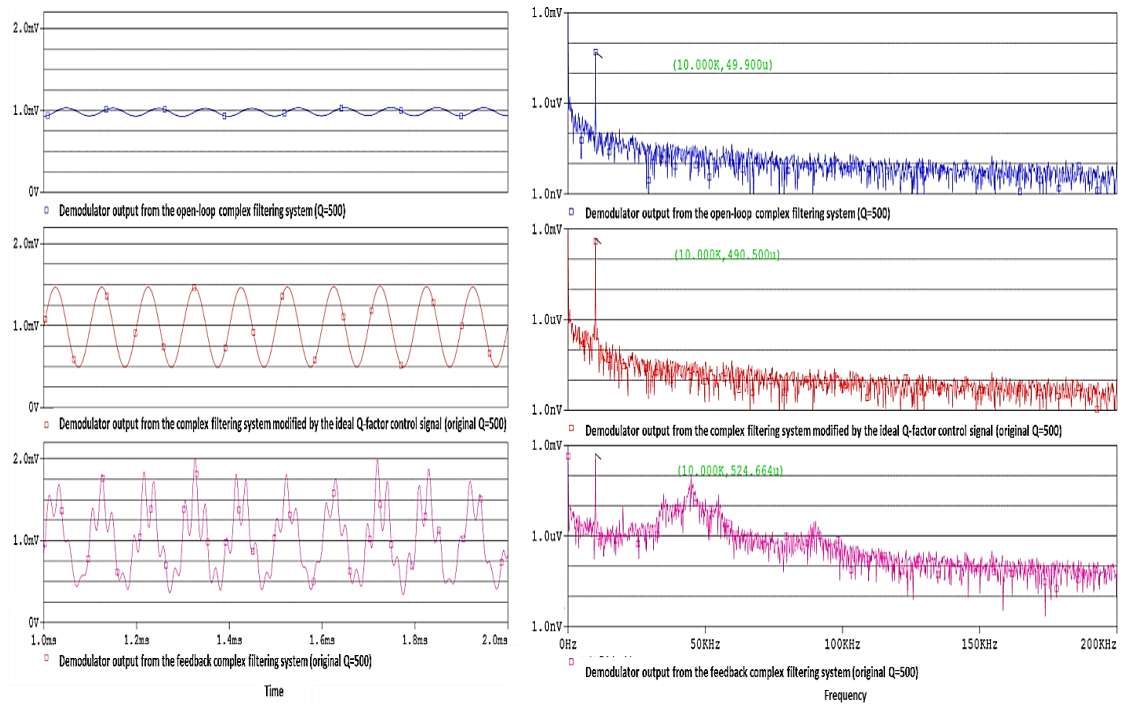 2.0mV
1.0mV
0V
Demodulator output from the open-loop complex filtering system (Q=500)
2.0mV
1.0mV
0V
Demodulator output from the complex filtering system modified by the ideal Q-factor control signal (original Q=500)
2.0mV
1.0mV
0V
1.0ms 1.2ms 1.4ms 1.6ms 1.8ms 2.0ms
Demodulator output from the feedback complex filtering system (original Q=500)
Time
1.0mV
(10.000K,49.900u)
1.0uV
1.0nV
Demodulator output from the open-loop complex filtering system (Q=500)
1.0mV
(10.000K,490.500u)
1.0uV
1.0nV
Demodulator output from the complex filtering system modified by the ideal Q-factor control signal (original Q=500)
1.0mV
(10.000K,524.664u)
1.0uV
1.0nV
0Hz 50KHz 100KHz 150KHz 200KHz
Demodulator output from the feedback complex filtering system (original Q=500)
Frequency